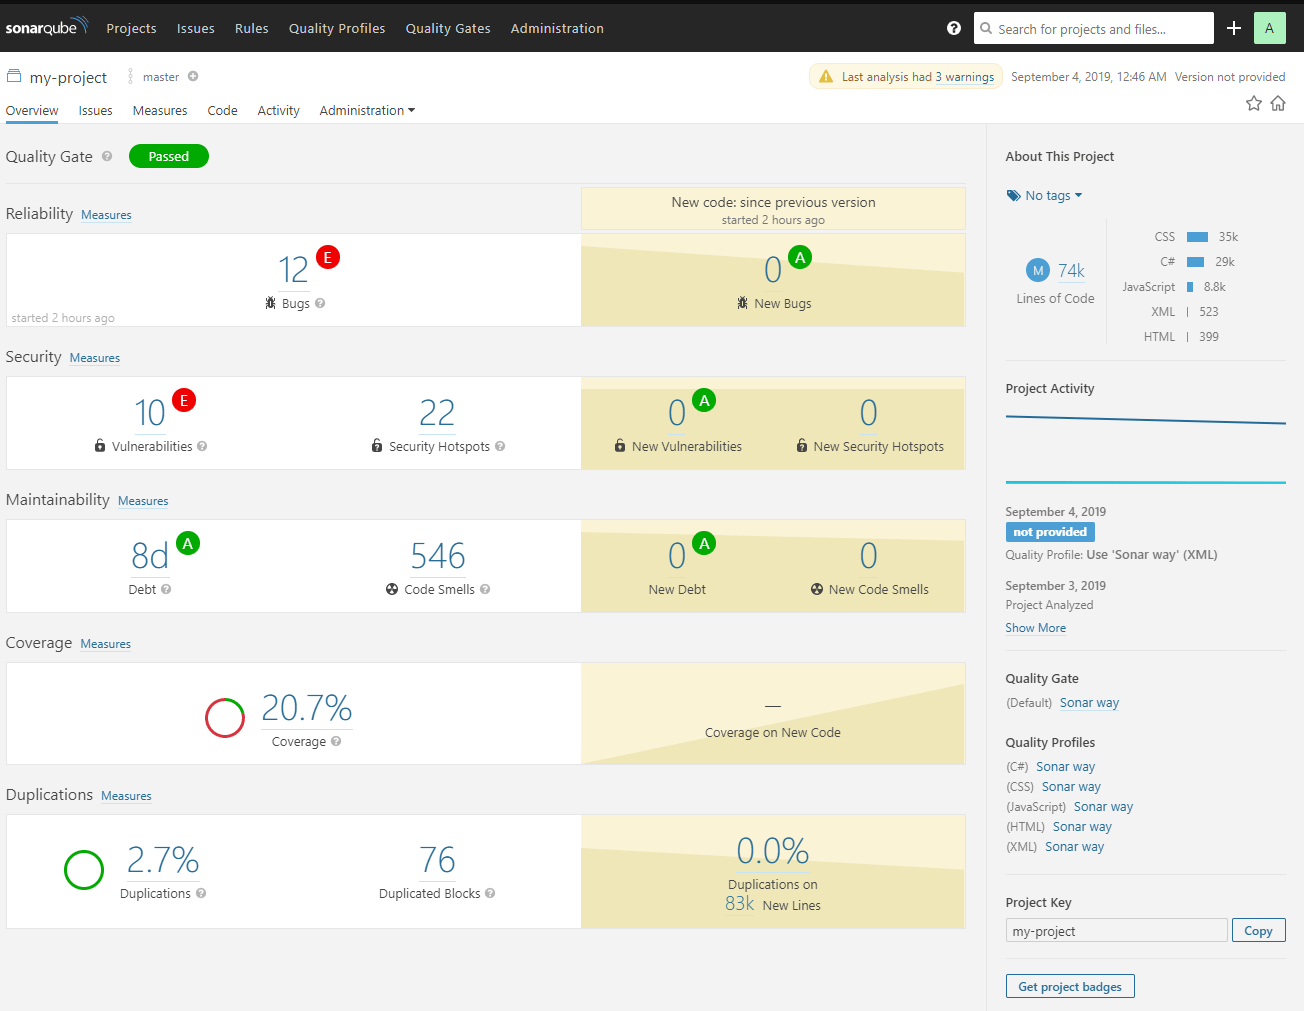 sonarqube Projects Issues Rules Quality Profiles Quality Gates Administration ? Search for projects and files... A
my-project master Last analysis had 3 warnings September 4, 2019, 12:46 AM Version not provided
Overview Issues Measures Code Activity Administration
Quality Gate ? Passed
New code: since previous version
started 2 hours ago
Reliability Measures
12 E
Bugs ?
started 2 hours ago
0 A
New Bugs
Security Measures
10 E
Vulnerabilities ?
22
Security Hotspots ?
0 A
New Vulnerabilities
0
New Security Hotspots
Maintainability Measures
8d A
Debt ?
546
Code Smells ?
0 A
New Debt
0
New Code Smells
Coverage Measures
20.7%
Coverage ?
—
Coverage on New Code
Duplications Measures
2.7%
Duplications ?
76
Duplicated Blocks ?
0.0%
Duplications on
83k New Lines
About This Project
No tags
M 74k
Lines of Code
CSS 35k
C# 29k
JavaScript 8.8k
XML 523
HTML 399
Project Activity
September 4, 2019
not provided
Quality Profile: Use 'Sonar way' (XML)
September 3, 2019
Project Analyzed
Show More
Quality Gate
(Default) Sonar way
Quality Profiles
(C#) Sonar way
(CSS) Sonar way
(JavaScript) Sonar way
(HTML) Sonar way
(XML) Sonar way
Project Key
my-project Copy
Get project badges